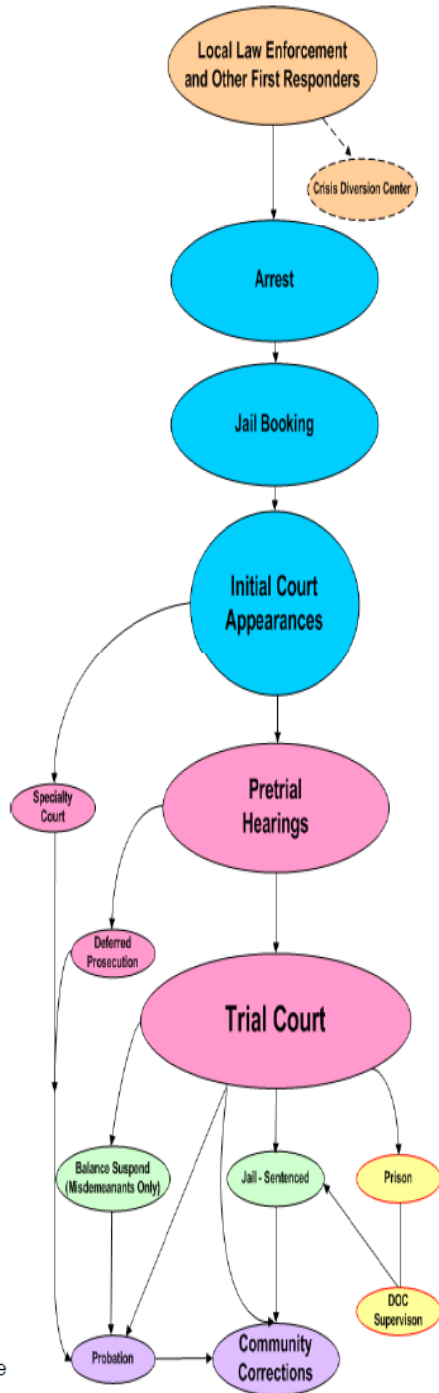 Local Law Enforcement
and Other First Responders
Crisis Diversion Center
Arrest
Jail Booking
Initial Court
Appearances
Specialty
Court
Pretrial
Hearings
Deferred
Prosecution
Trial Court
Balance Suspend
(Misdemeanants Only)
Jail - Sentenced
Prison
DOC
Supervison
Probation
Community
Corrections
e